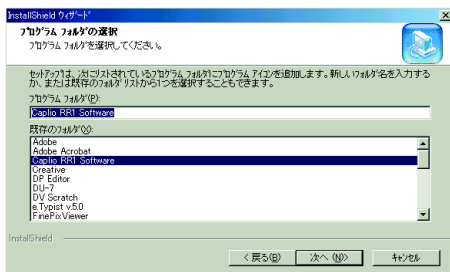 InstallShield ウィザード
プログラム フォルダの選択
プログラム フォルダを選択してください。
セットアップは、次にリストされているプログラム フォルダにプログラム アイコンを追加します。新しいフォルダ名を入力する
か、または既存のフォルダ リストから1つを選択することもできます。
プログラム フォルダ(P):
Caplio RR1 Software
既存のフォルダ(X):
Adobe
Adobe Acrobat
Caplio RR1 Software
Creative
DP Editor
DU-7
DV Scratch
e.Typist v.5.0
FinePixViewer
InstallShield
< 戻る(B)
次へ (N)>
キャンセル